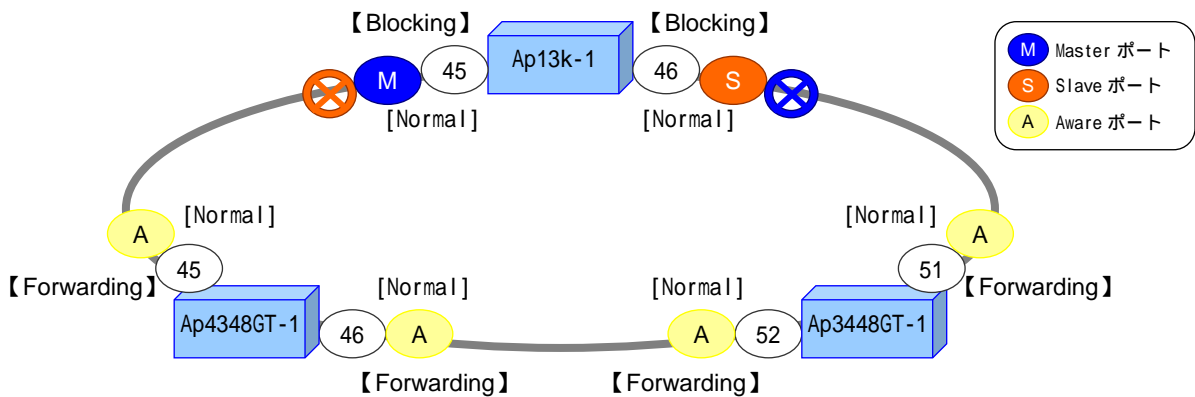 【Blocking】
【Blocking】
Ap13k-1
M
45
46
S
[Normal]
[Normal]
M Master ポート
S Slave ポート
A Aware ポート
[Normal]
[Normal]
A
A
45
51
【Forwarding】
【Forwarding】
[Normal]
[Normal]
Ap4348GT-1
46
A
A
52
Ap3448GT-1
【Forwarding】
【Forwarding】